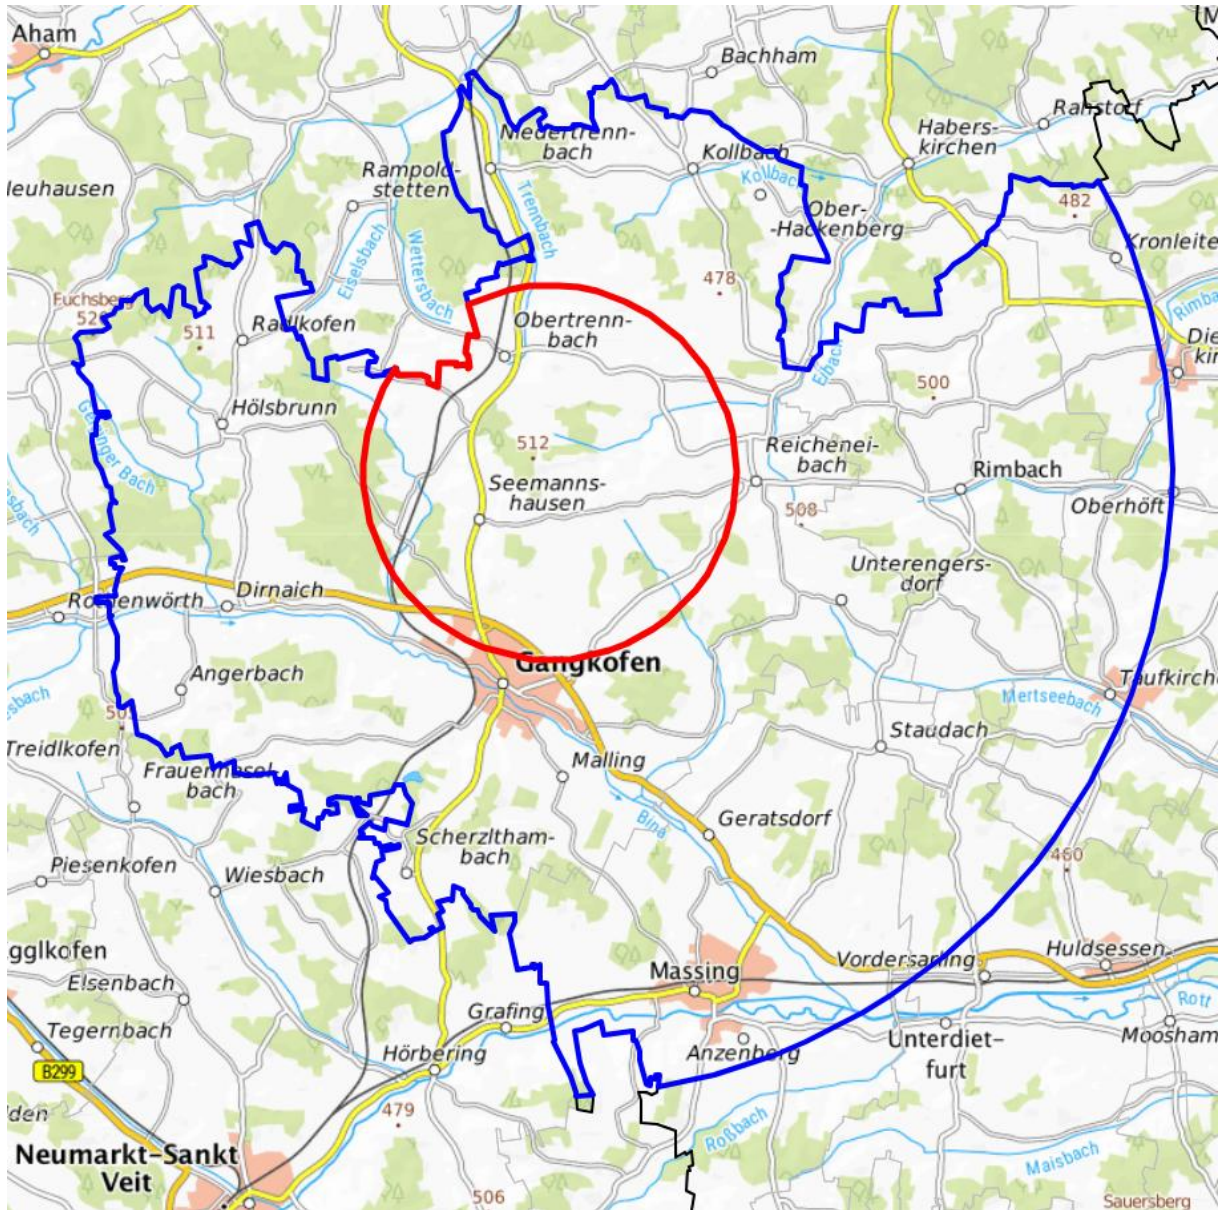 Aham
Bachham
M
Rahstorf
Niedertrenn-
bach
Habers-
kirchen
Kollbach
Kollbach
Rampold-
stetten
Trennbach
482
Ober-
-Hackenberg
Eiselsbach
Wettersbach
Kronleite
478
Fuchsberg
511
Radlkofen
Obertrenn-
bach
Rimba
Die
kir
Eibach
500
Hölsbrunn
512
Reichenei-
bach
Rimbach
Seemanns-
hausen
508
Oberhöft
Unterengers-
dorf
Dirnaich
Gangkofen
Angerbach
Taufkirche
Mertseebach
Treidlkofen
Staudach
Malling
Frauenhasel-
bach
Bina
Geratsdorf
Scherzltham-
bach
Piesenkofen
Wiesbach
460
gglkofen
Massing
Vordersarling
Huldsessen
Elsenbach
Rott
Grafing
Tegernbach
Unterdiet-
furt
Moosham
Hörbering
Anzenberg
B299
479
den
Roßbach
Neumarkt-Sankt
Veit
Maisbach
506
Sauersberg